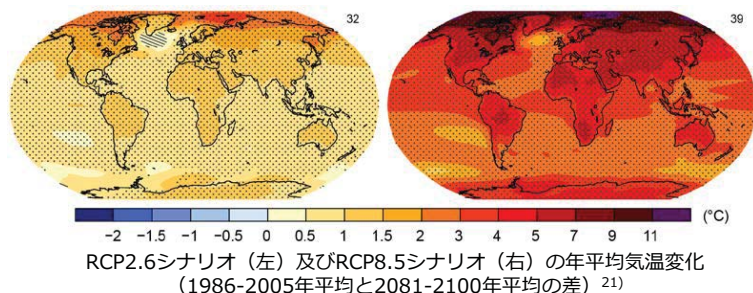 32
39
(°C)
−2 −1.5 −1 −0.5 0 0.5 1 1.5 2 3 4 5 7 9 11
RCP2.6シナリオ（左）及びRCP8.5シナリオ（右）の年平均気温変化
（1986-2005年平均と2081-2100年平均の差）21)